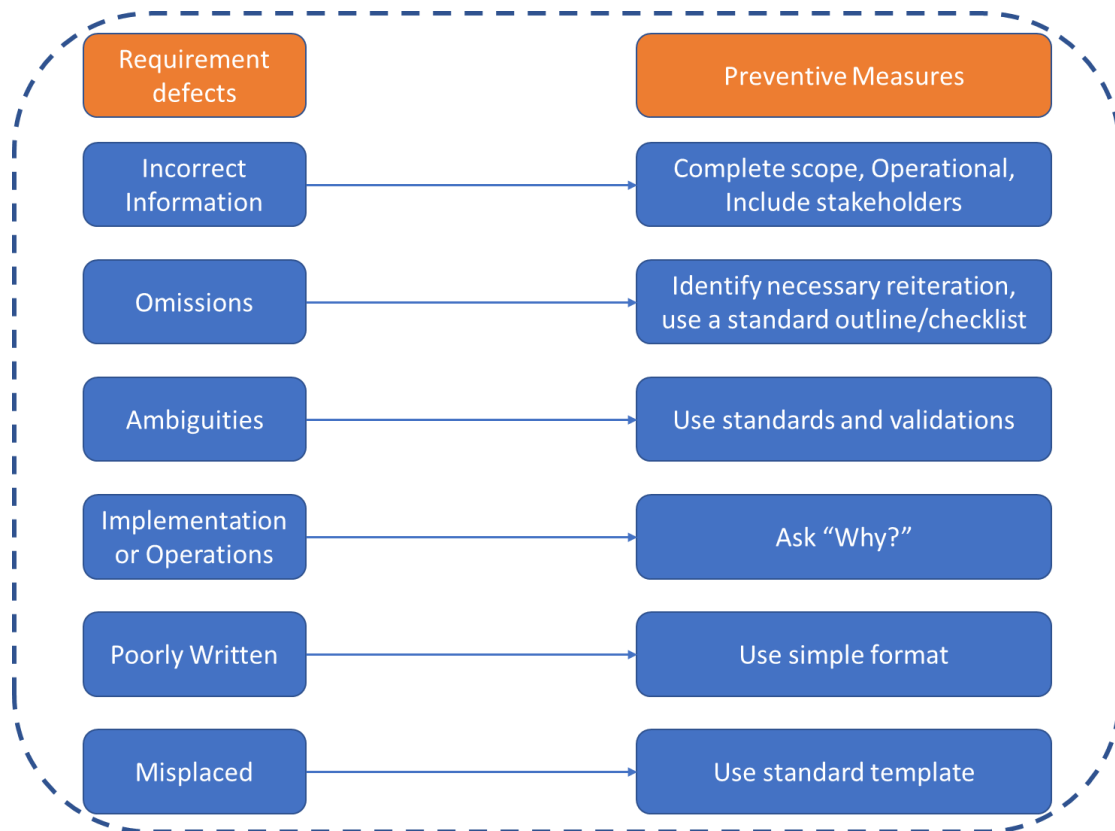 Requirement
defects
Preventive Measures
Incorrect
Information
Complete scope, Operational,
Include stakeholders
Omissions
Identify necessary reiteration,
use a standard outline/checklist
Ambiguities
Use standards and validations
Implementation
or Operations
Ask “Why?”
Poorly Written
Use simple format
Misplaced
Use standard template